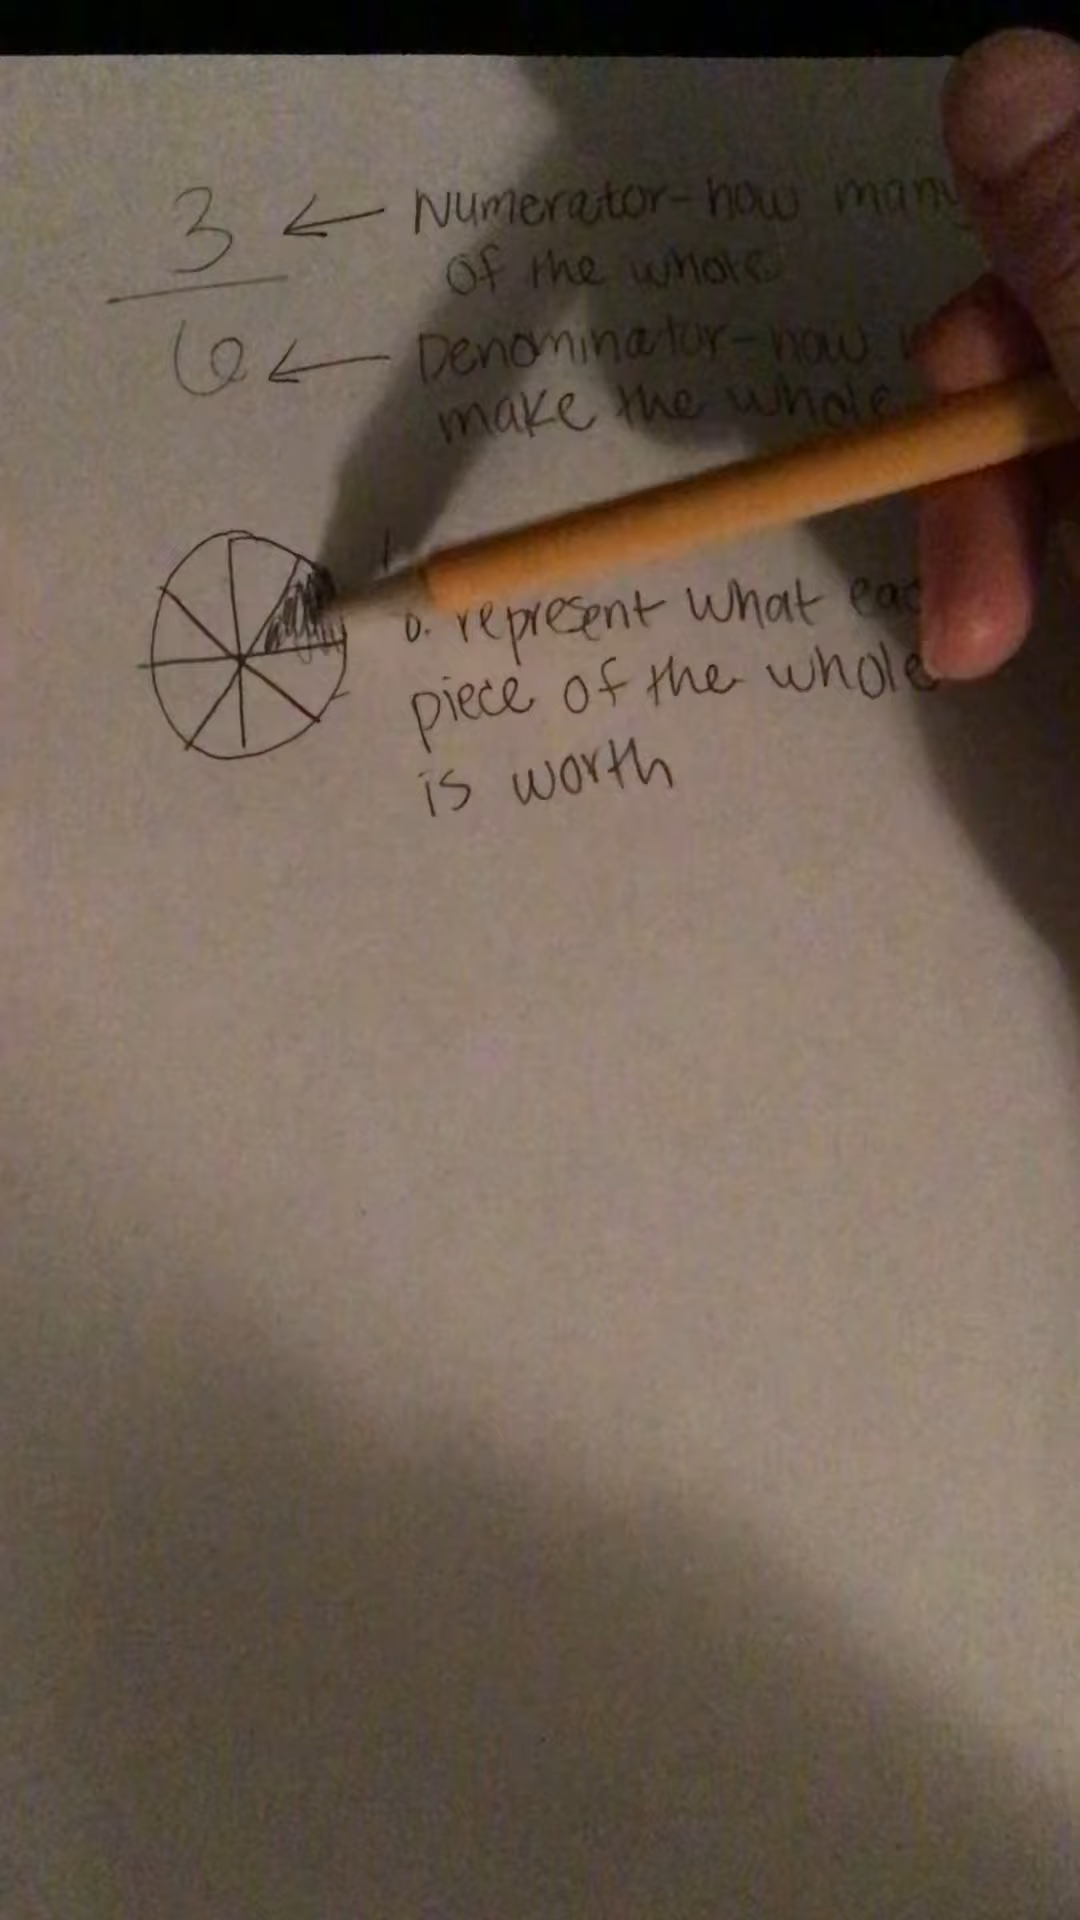 3 ← Numerator-how many
of the whole
6 ← Denominator-how
make the whole
represent what
piece of the whole
is worth